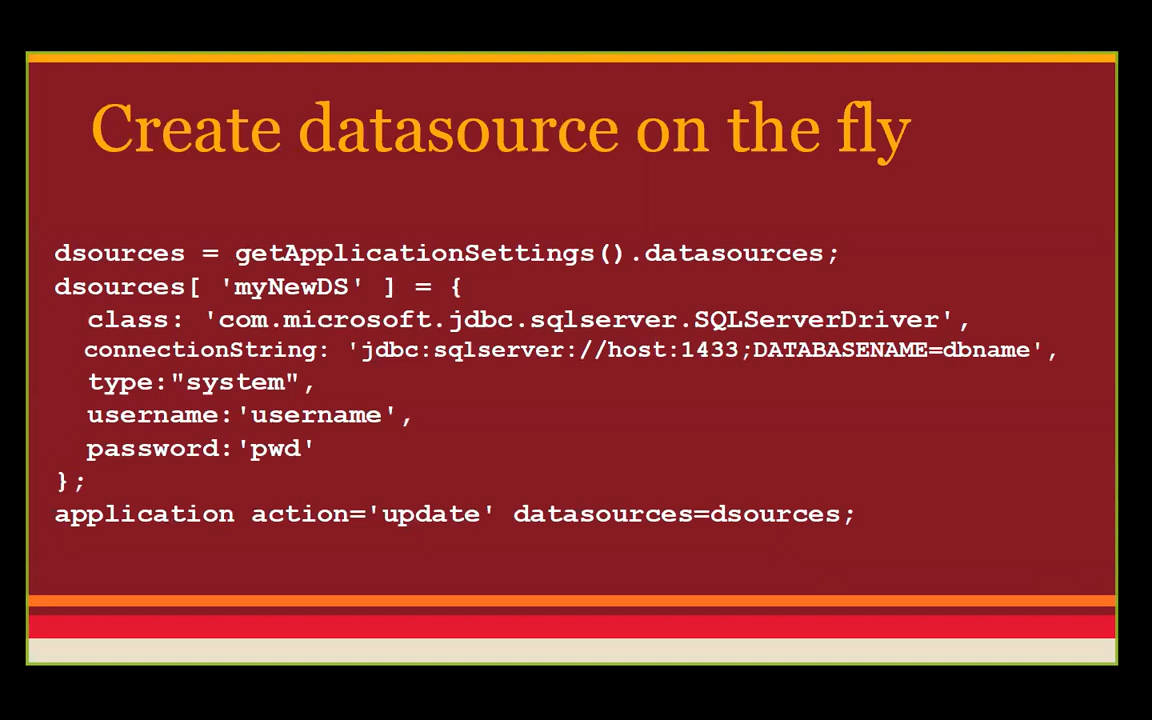 Create datasource on the fly
dsources = getApplicationSettings().datasources;
dsources[ 'myNewDS' ] = {
class: 'com.microsoft.jdbc.sqlserver.SQLServerDriver',
connectionString: 'jdbc:sqlserver://host:1433;DATABASENAME=dbname',
type:"system",
username:'username',
password:'pwd'
};
application action='update' datasources=dsources;